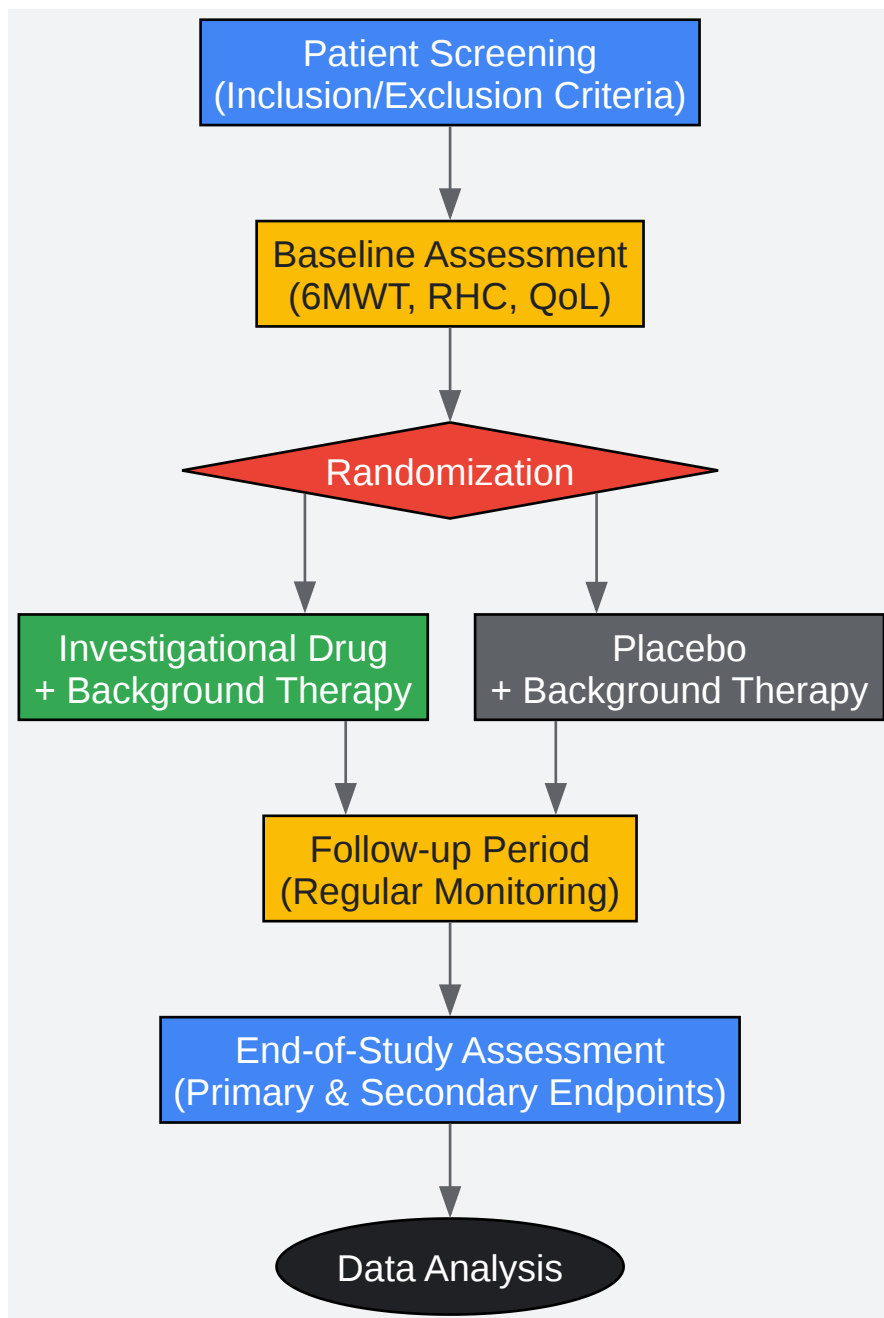 Patient Screening
(Inclusion/Exclusion Criteria)
Baseline Assessment
(6MWT, RHC, QoL)
Randomization
Investigational Drug
+ Background Therapy
Placebo
+ Background Therapy
Follow-up Period
(Regular Monitoring)
End-of-Study Assessment
(Primary & Secondary Endpoints)
Data Analysis